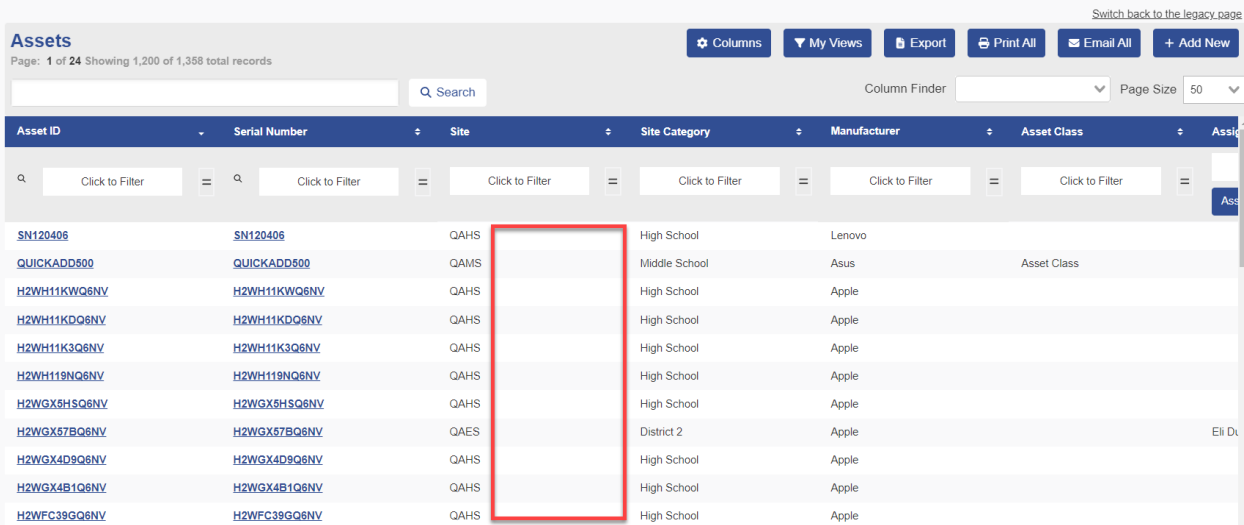 Switch back to the legacy page
Assets
Columns My Views Export Print All Email All + Add New
Page: 1 of 24 Showing 1,200 of 1,358 total records
Search Column Finder Page Size 50
Asset ID Serial Number Site Site Category Manufacturer Asset Class Assig
Click to Filter = Click to Filter = Click to Filter = Click to Filter = Click to Filter = Click to Filter =
Ass
SN120406 SN120406 QAHS High School Lenovo
QUICKADD500 QUICKADD500 QAMS Middle School Asus Asset Class
H2WH11KWQ6NV H2WH11KWQ6NV QAHS High School Apple
H2WH11KDQ6NV H2WH11KDQ6NV QAHS High School Apple
H2WH11K3Q6NV H2WH11K3Q6NV QAHS High School Apple
H2WH119NQ6NV H2WH119NQ6NV QAHS High School Apple
H2WGX5HSQ6NV H2WGX5HSQ6NV QAHS High School Apple
H2WGX57BQ6NV H2WGX57BQ6NV QAES District 2 Apple Eli Du
H2WGX4D9Q6NV H2WGX4D9Q6NV QAHS High School Apple
H2WGX4B1Q6NV H2WGX4B1Q6NV QAHS High School Apple
H2WFC39GQ6NV H2WFC39GQ6NV QAHS High School Apple